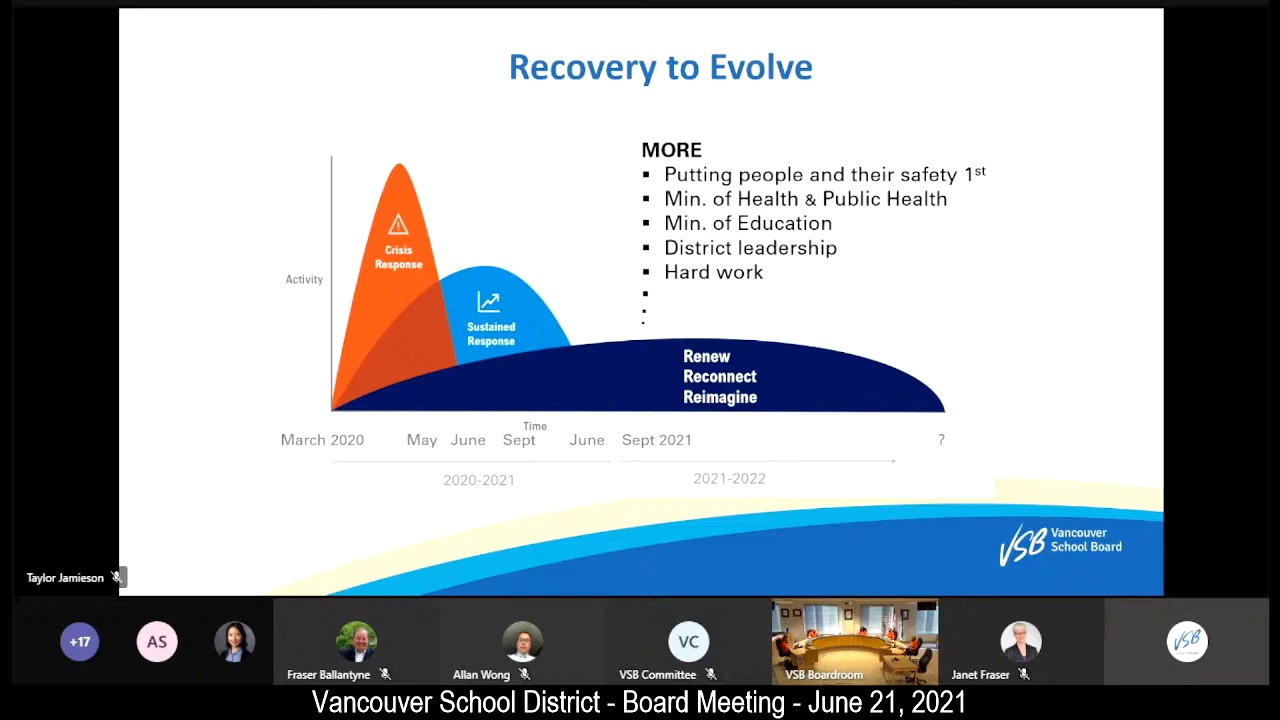 Recovery to Evolve
MORE
▪ Putting people and their safety 1st
▪ Min. of Health & Public Health
▪ Min. of Education
▪ District leadership
▪ Hard work
Activity
Crisis
Response
Sustained
Response
Renew
Reconnect
Reimagine
Time
March 2020 May June Sept June Sept 2021 ?
2020-2021 2021-2022
VSB Vancouver
School Board
Taylor Jamieson
+17
AS
Fraser Ballantyne
Allan Wong
VC
VSB Committee
VSB Boardroom
Janet Fraser
VSB
Vancouver School District - Board Meeting - June 21, 2021